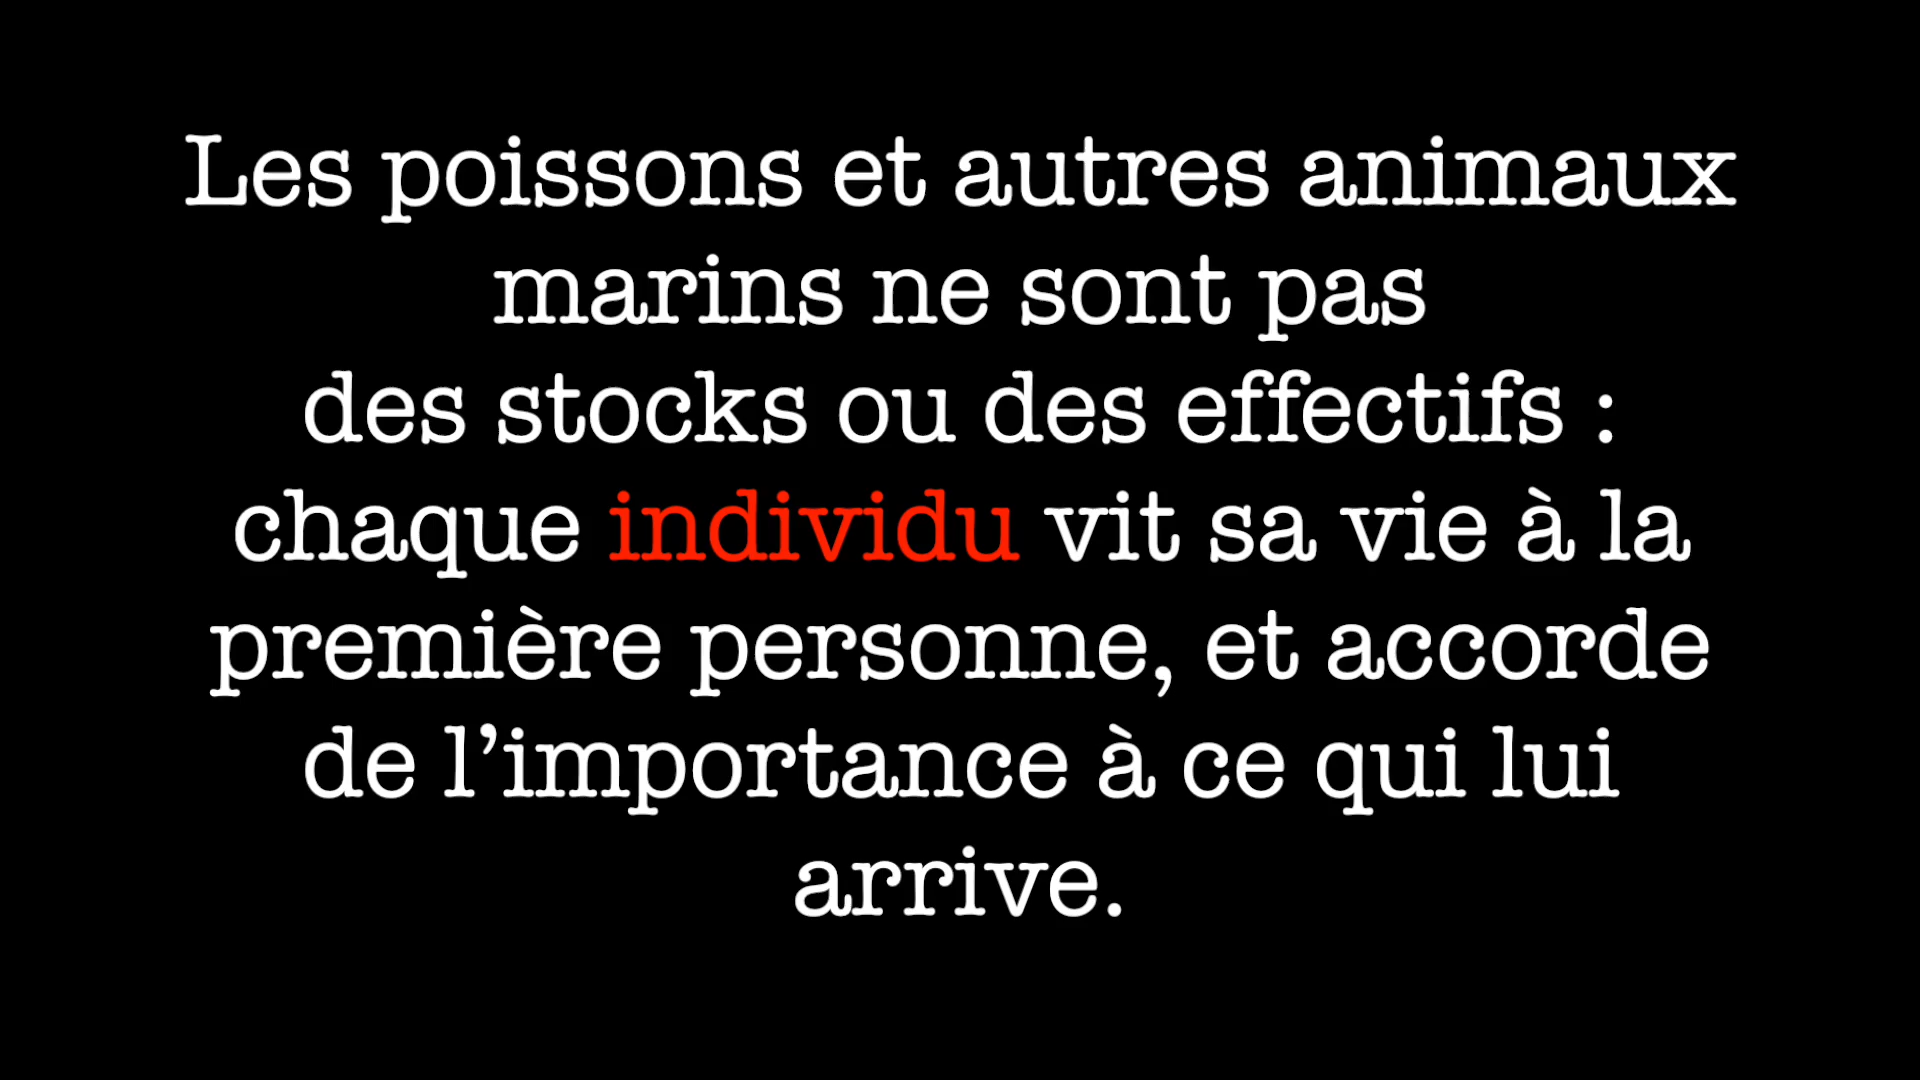 Les poissons et autres animaux
marins ne sont pas
des stocks ou des effectifs :
chaque individu vit sa vie à la
première personne, et accorde
de l’importance à ce qui lui
arrive.